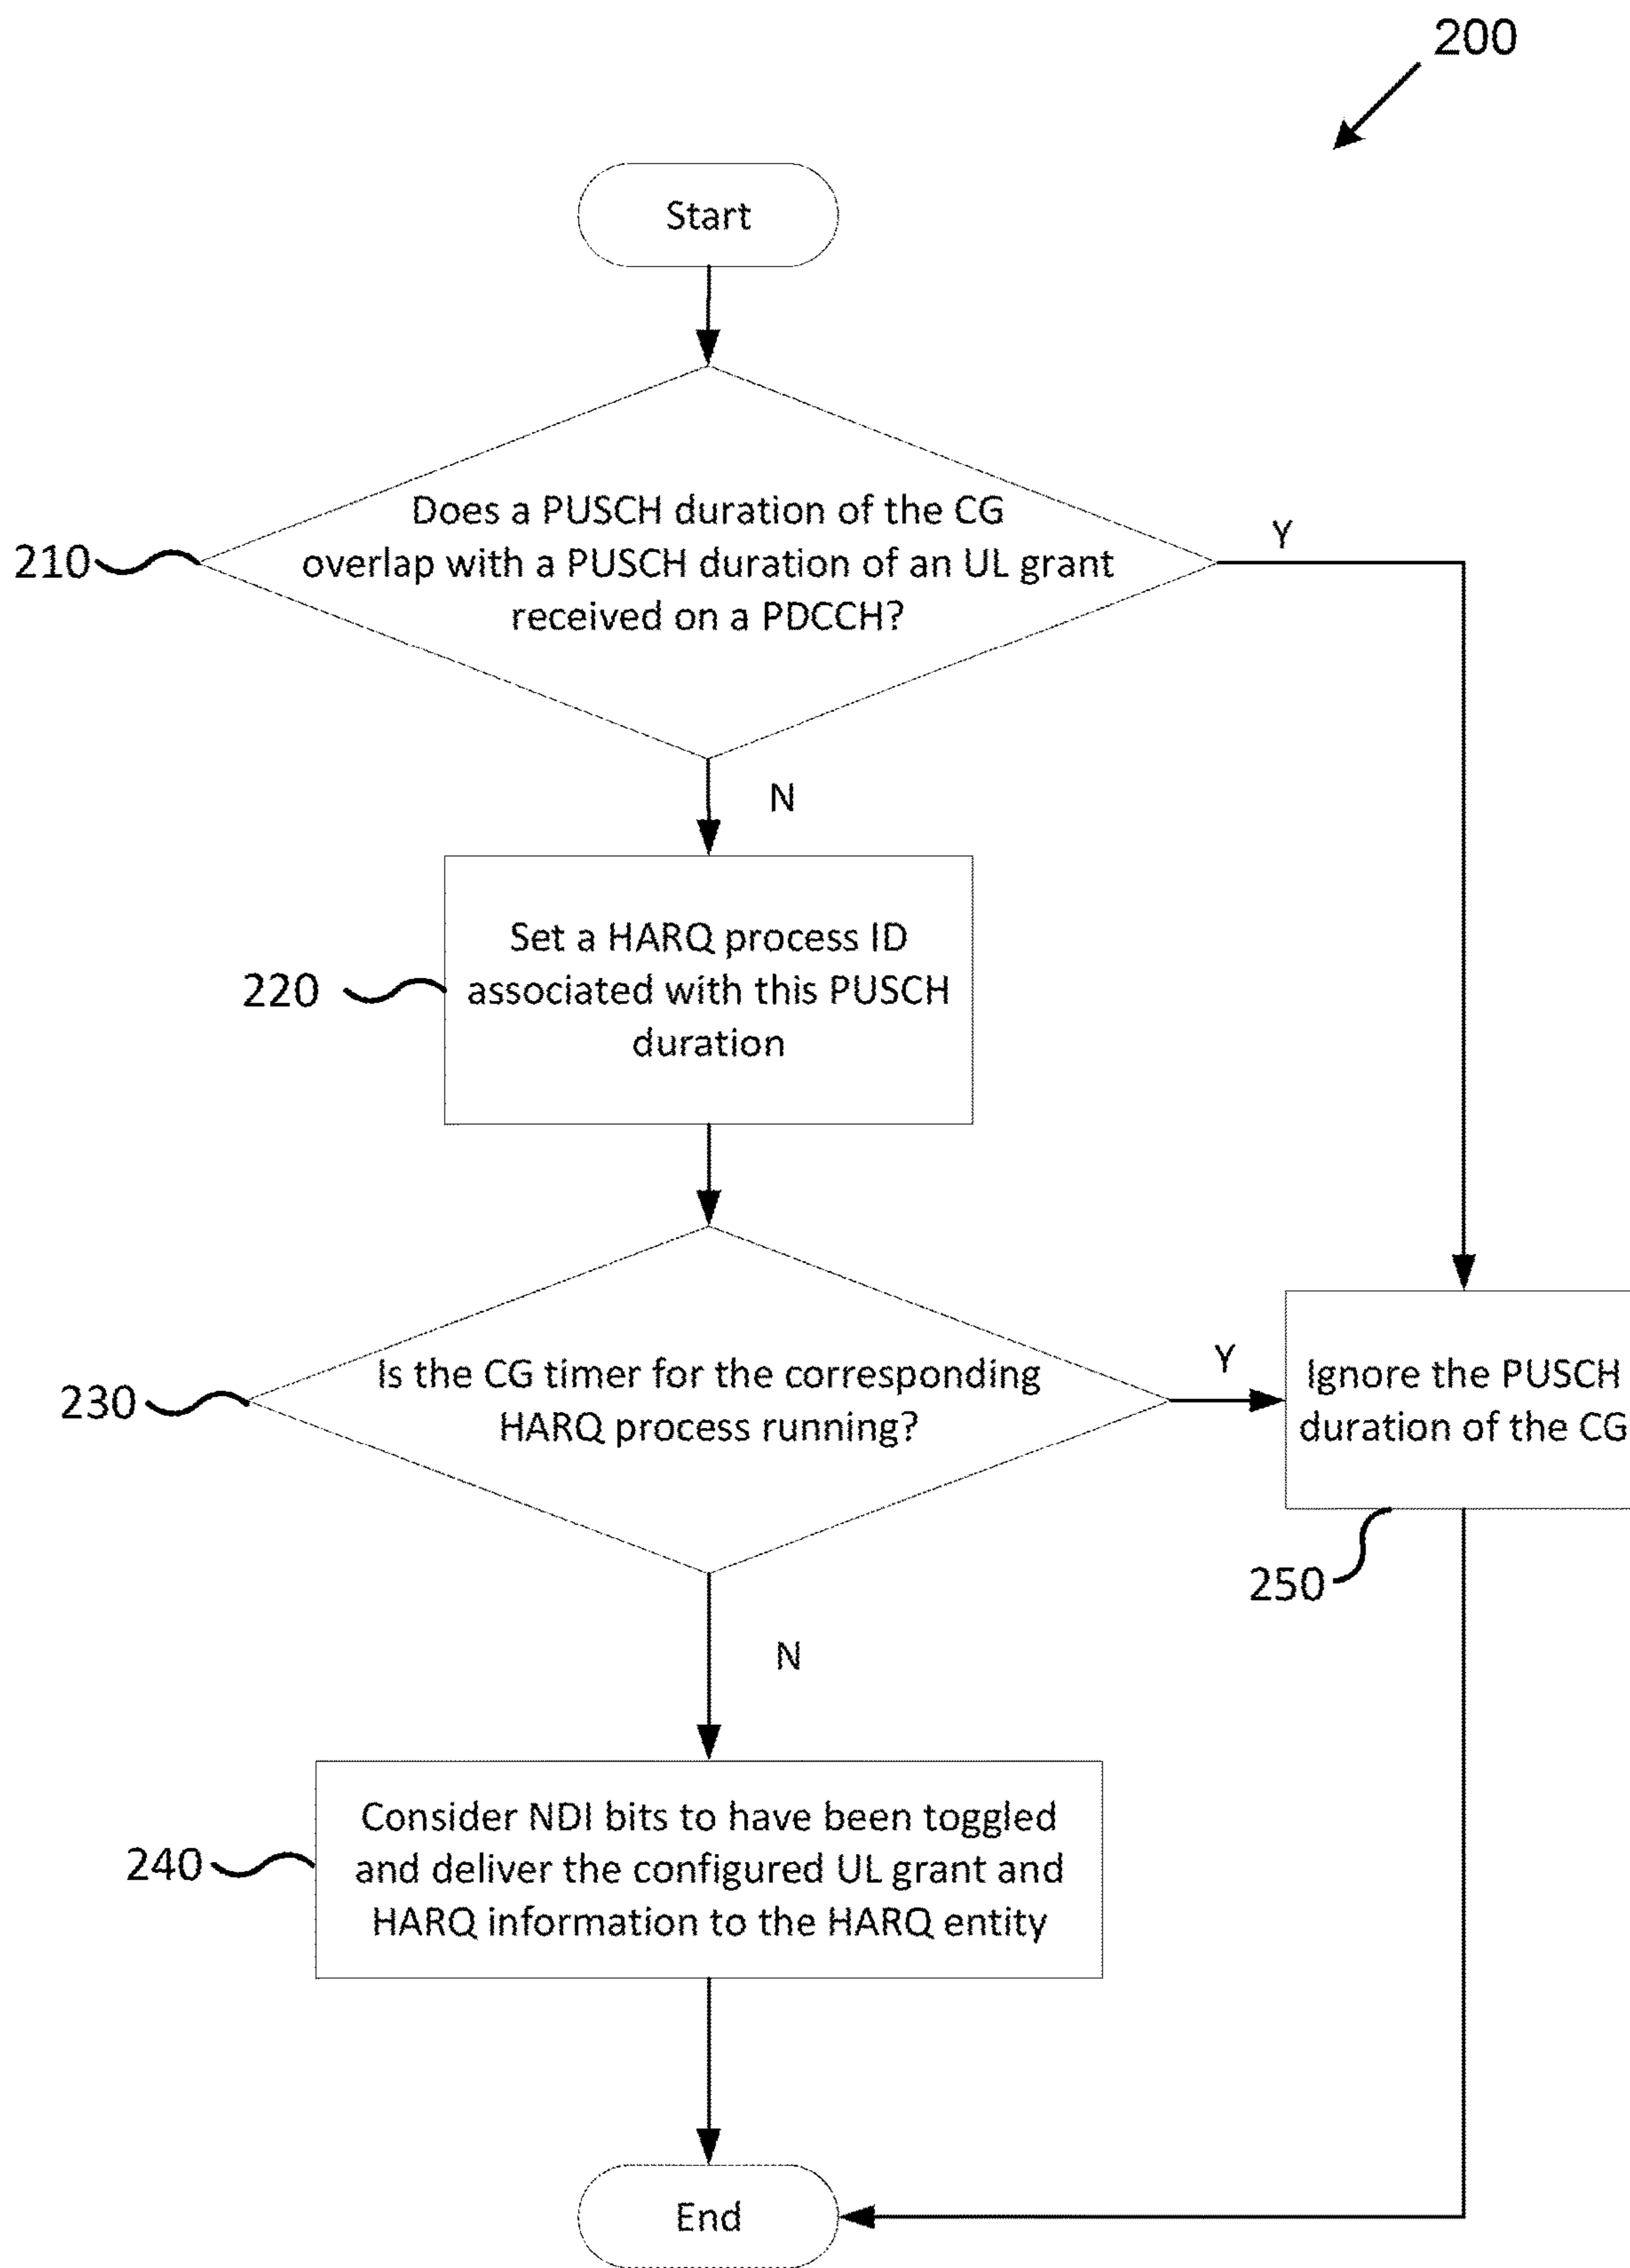 200
Start
Does a PUSCH duration of the CG
overlap with a PUSCH duration of an UL grant
received on a PDCCH?
Y
210
N
Set a HARQ process ID
associated with this PUSCH
duration
220
Is the CG timer for the corresponding
HARQ process running?
Y
230
Ignore the PUSCH
duration of the CG
250
N
Consider NDI bits to have been toggled
and deliver the configured UL grant and
HARQ information to the HARQ entity
240
End